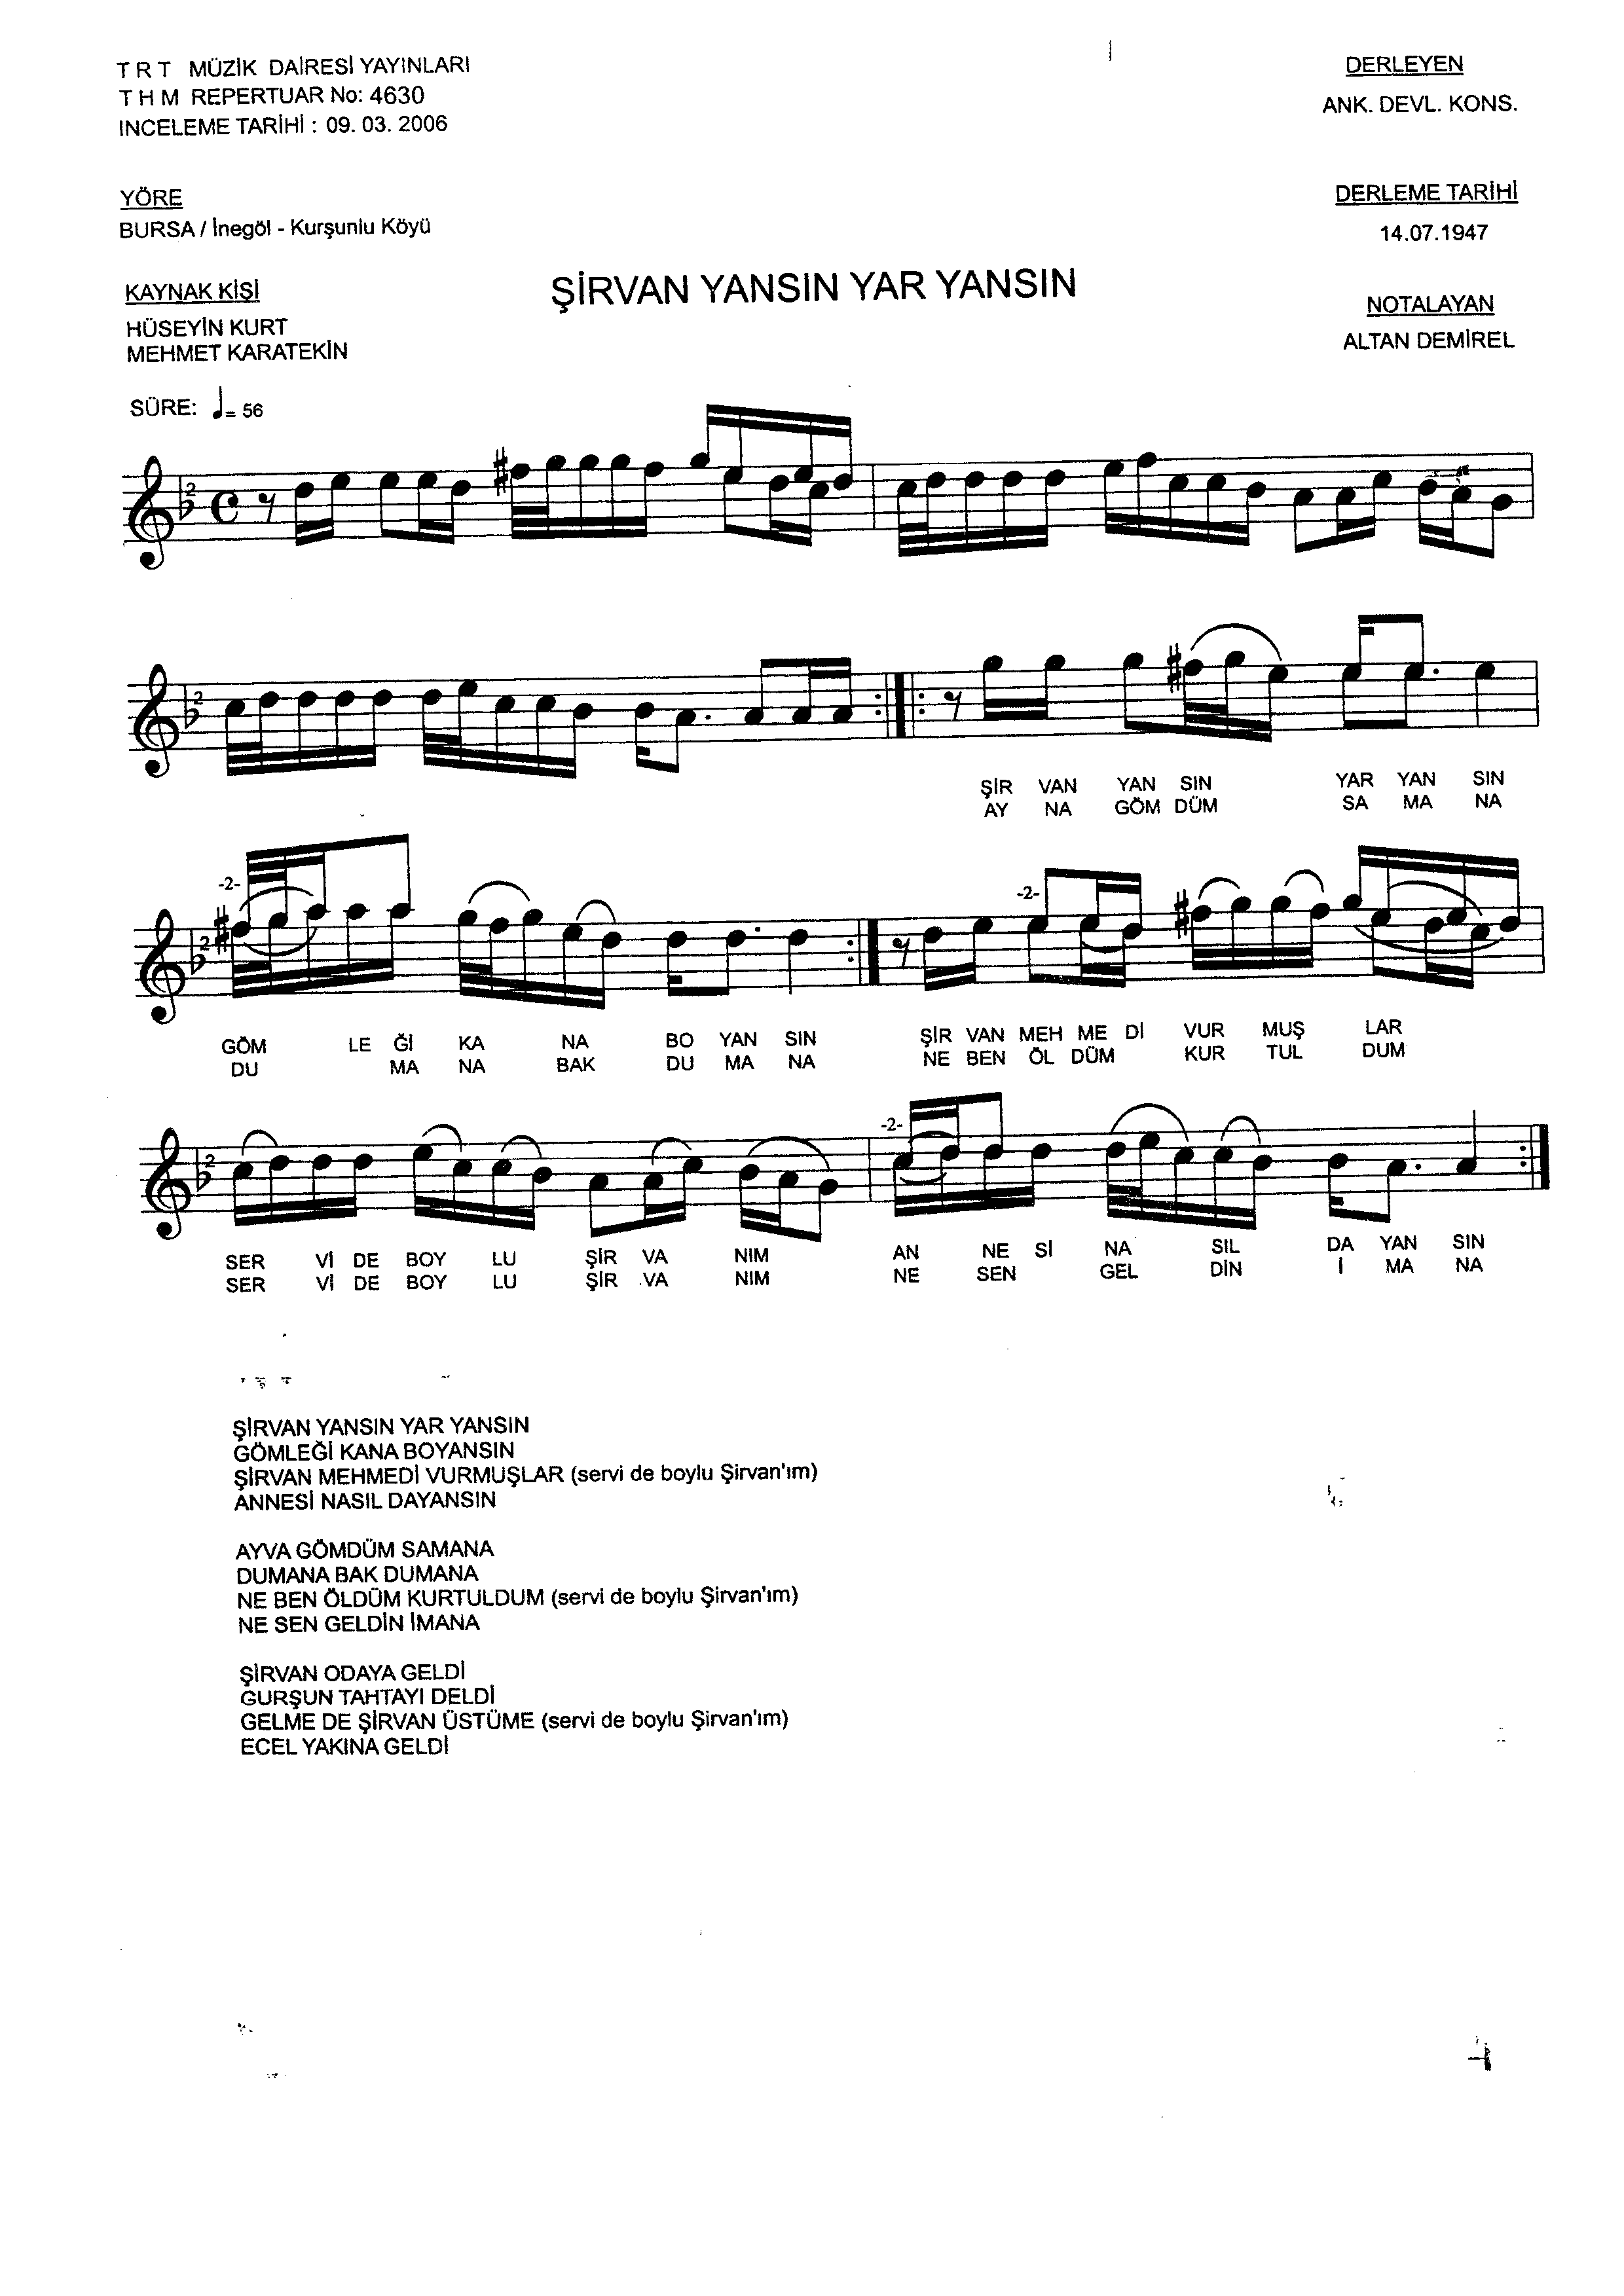 T R T MÜZİK DAİRESİ YAYINLARI
T H M REPERTUAR No: 4630
INCELEME TARİHİ : 09. 03. 2006
DERLEYEN
ANK. DEVL. KONS.
YÖRE
BURSA / İnegöl - Kurşunlu Köyü
DERLEME TARİHİ
14.07.1947
KAYNAK KİŞİ
HÜSEYİN KURT
MEHMET KARATEKİN
ŞİRVAN YANSIN YAR YANSIN
NOTALAYAN
ALTAN DEMİREL
SÜRE: ♩= 56
2
2
ŞİR VAN YAN SIN YAR YAN SIN
AY NA GÖM DÜM SA MA NA
-2- -2-
2
GÖM LE Ğİ KA NA BO YAN SIN ŞİR VAN MEH ME Dİ VUR MUŞ LAR
DU MA NA BAK DU MA NA NE BEN ÖL DÜM KUR TUL DUM
-2-
2
SER Vİ DE BOY LU ŞİR VA NIM AN NE Sİ NA SIL DA YAN SIN
SER Vİ DE BOY LU ŞİR VA NIM NE SEN GEL DİN İ MA NA
ŞİRVAN YANSIN YAR YANSIN
GÖMLEĞİ KANA BOYANSIN
ŞİRVAN MEHMEDİ VURMUŞLAR (servi de boylu Şirvan'ım)
ANNESİ NASIL DAYANSIN
AYVA GÖMDÜM SAMANA
DUMANA BAK DUMANA
NE BEN ÖLDÜM KURTULDUM (servi de boylu Şirvan'ım)
NE SEN GELDİN İMANA
ŞİRVAN ODAYA GELDİ
GURŞUN TAHTAYI DELDİ
GELME DE ŞİRVAN ÜSTÜME (servi de boylu Şirvan'ım)
ECEL YAKINA GELDİ